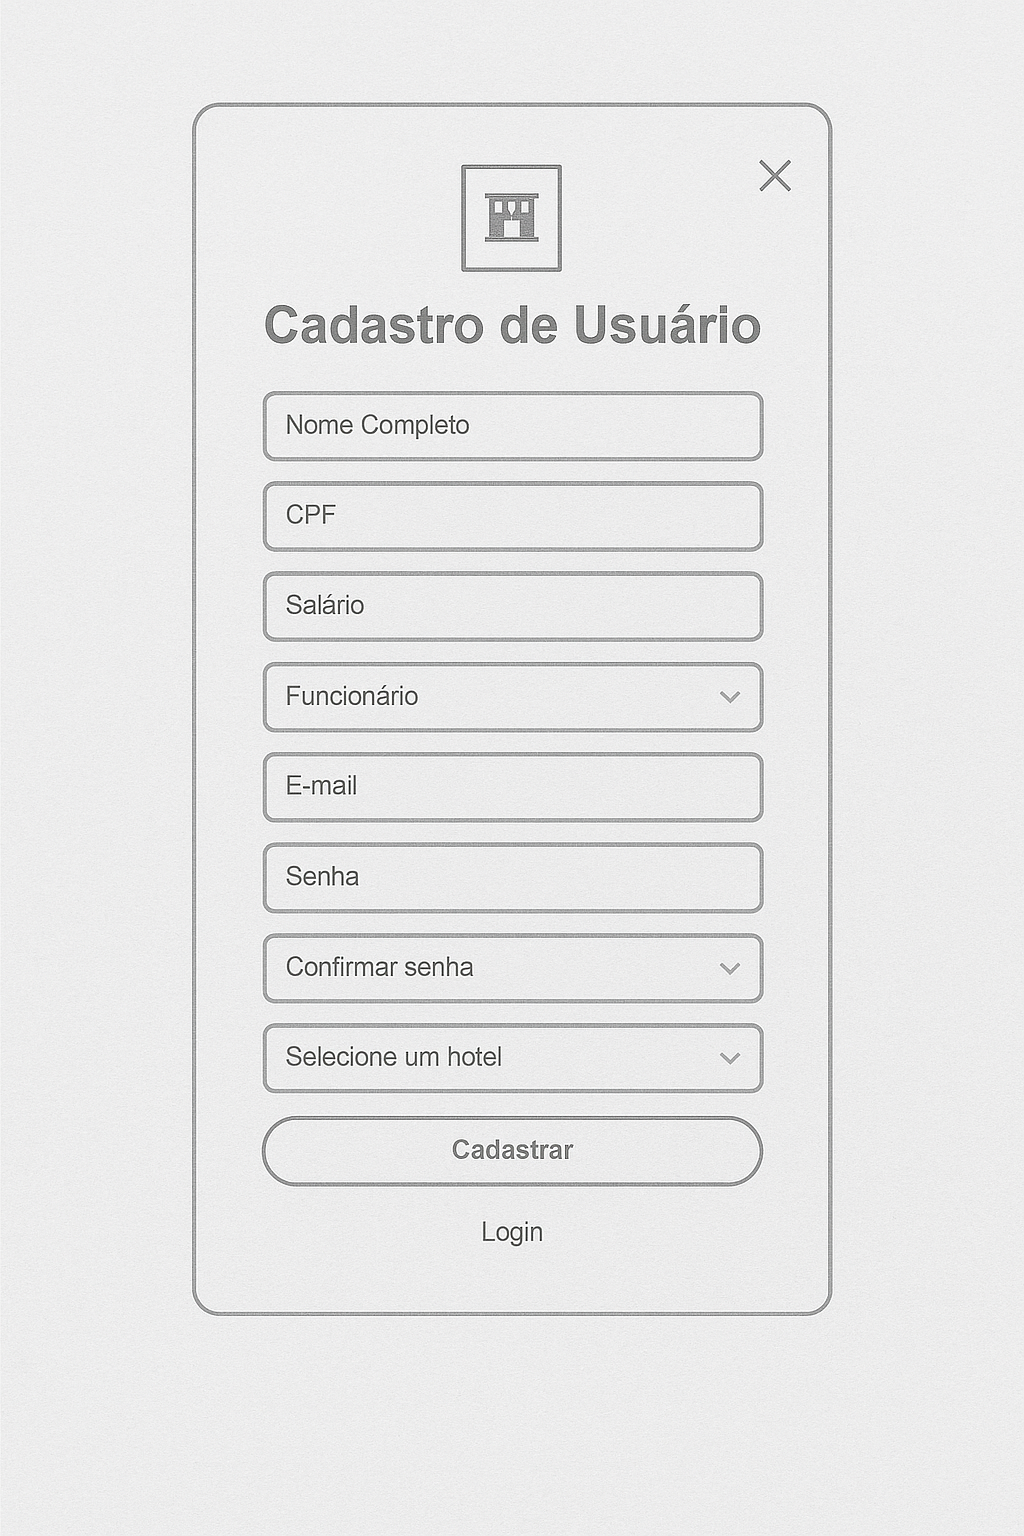 Cadastro de Usuário
Nome Completo
CPF
Salário
Funcionário
E-mail
Senha
Confirmar senha
Selecione um hotel
Cadastrar
Login